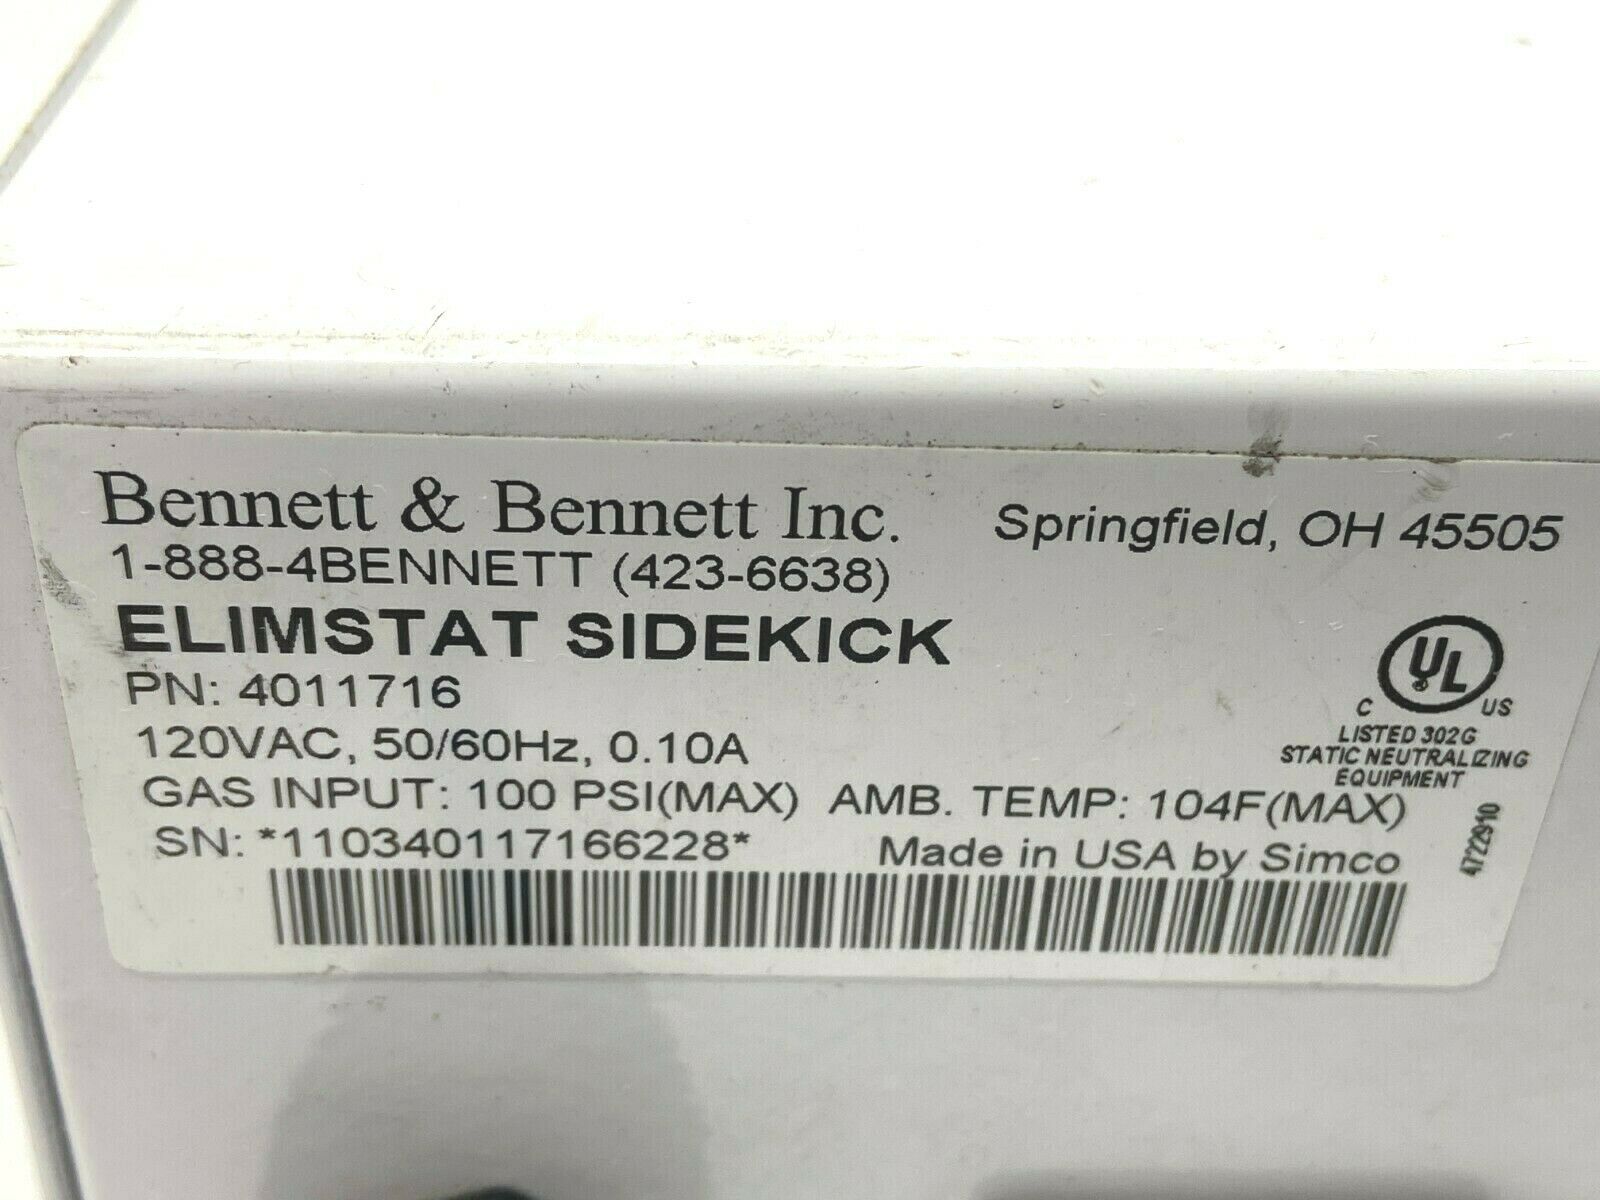 Bennett & Bennett Inc. Springfield, OH 45505
1-888-4BENNETT (423-6638)
ELIMSTAT SIDEKICK
PN: 4011716
120VAC, 50/60Hz, 0.10A
GAS INPUT: 100 PSI(MAX) AMB. TEMP: 104F(MAX)
SN: *110340117166228* Made in USA by Simco
UL
C US
LISTED 302G
STATIC NEUTRALIZING
EQUIPMENT
4722910